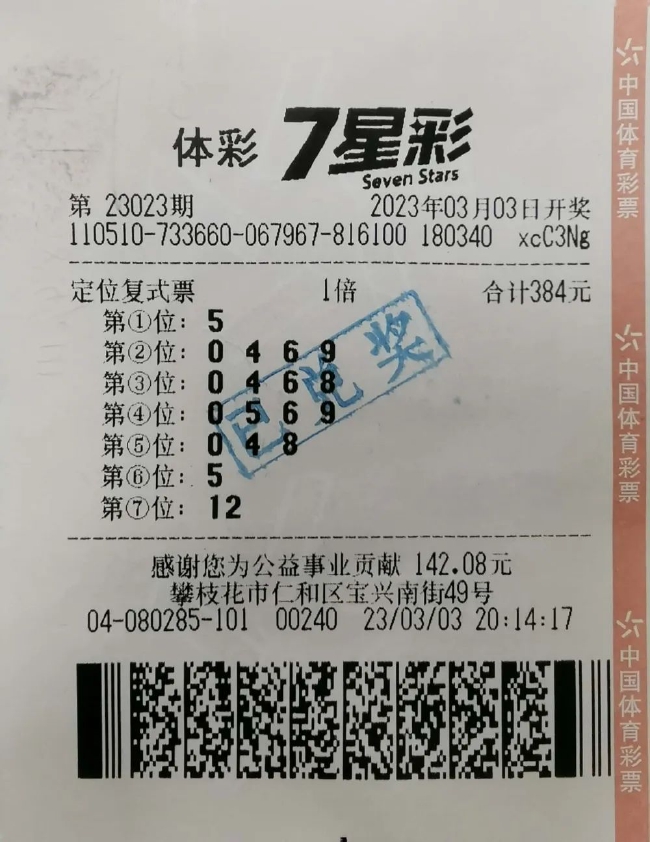 体彩 7星彩
Seven Stars
第 23023期 2023年03月03日开奖
110510-733660-067967-816100 180340 xcC3Ng
定位复式票 1倍 合计384元
第①位: 5
第②位: 0 4 6 9
第③位: 0 4 6 8
第④位: 0 5 6 9
第⑤位: 0 4 8
第⑥位: 5
第⑦位: 12
已兑奖
感谢您为公益事业贡献 142.08元
攀枝花市仁和区宝兴南街49号
04-080285-101 00240 23/03/03 20:14:17
中国体育彩票
中国体育彩票
中国体育彩票